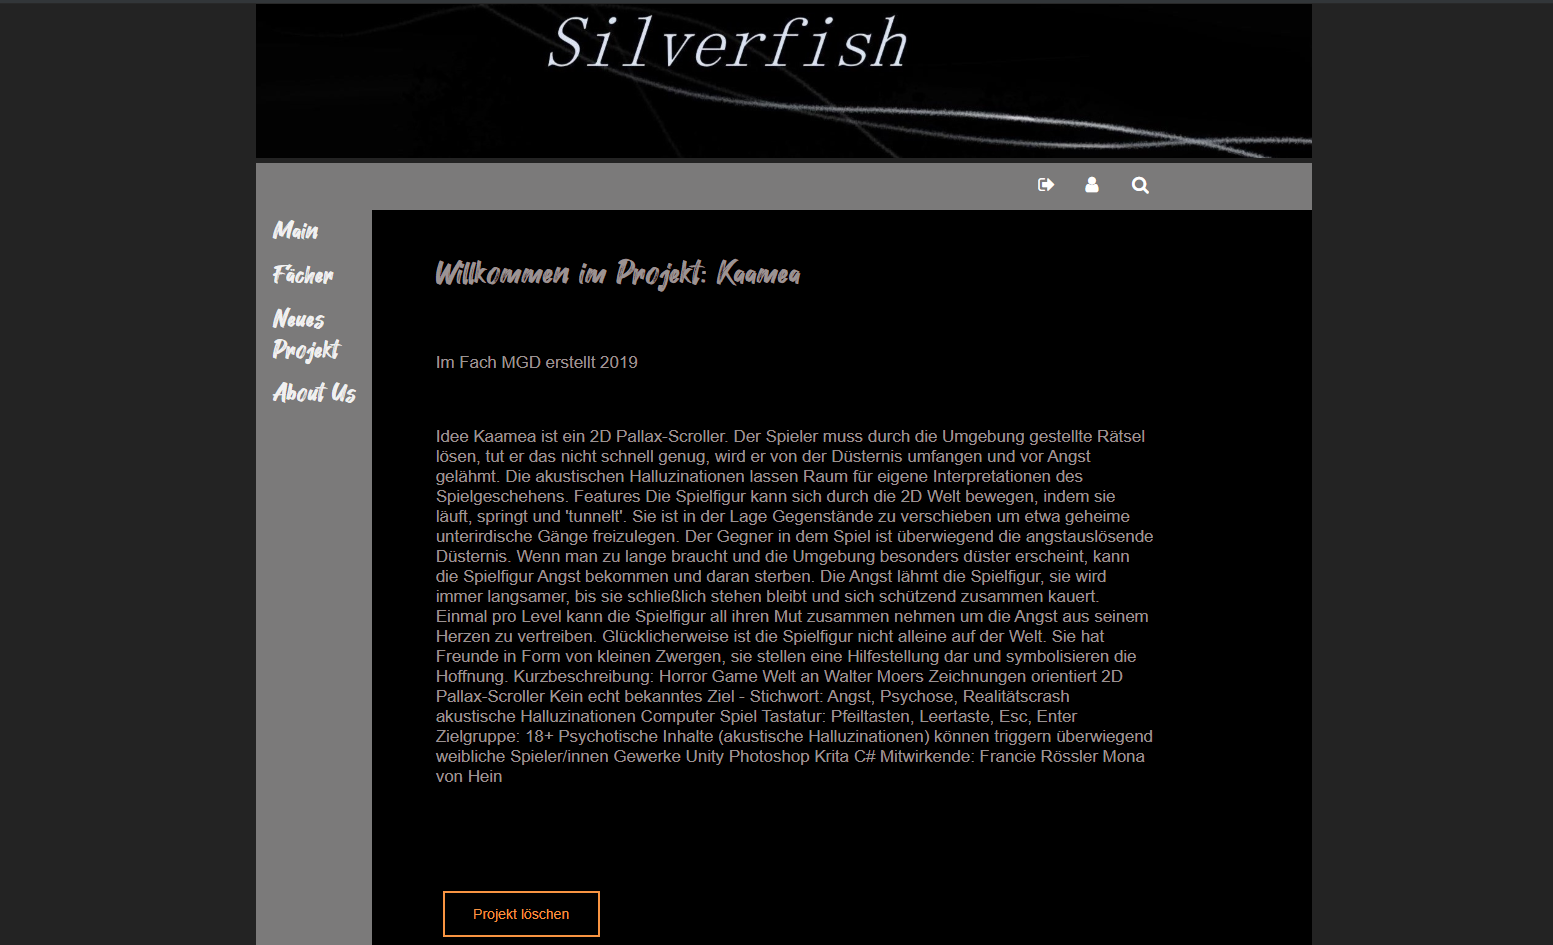 Silverfish
Main
Fächer
Neues
Projekt
About Us
Willkommen im Projekt: Kaamea
Im Fach MGD erstellt 2019
Idee Kaamea ist ein 2D Pallax-Scroller. Der Spieler muss durch die Umgebung gestellte Rätsel
lösen, tut er das nicht schnell genug, wird er von der Düsternis umfangen und vor Angst
gelähmt. Die akustischen Halluzinationen lassen Raum für eigene Interpretationen des
Spielgeschehens. Features Die Spielfigur kann sich durch die 2D Welt bewegen, indem sie
läuft, springt und 'tunnelt'. Sie ist in der Lage Gegenstände zu verschieben um etwa geheime
unterirdische Gänge freizulegen. Der Gegner in dem Spiel ist überwiegend die angstauslösende
Düsternis. Wenn man zu lange braucht und die Umgebung besonders düster erscheint, kann
die Spielfigur Angst bekommen und daran sterben. Die Angst lähmt die Spielfigur, sie wird
immer langsamer, bis sie schließlich stehen bleibt und sich schützend zusammen kauert.
Einmal pro Level kann die Spielfigur all ihren Mut zusammen nehmen um die Angst aus seinem
Herzen zu vertreiben. Glücklicherweise ist die Spielfigur nicht alleine auf der Welt. Sie hat
Freunde in Form von kleinen Zwergen, sie stellen eine Hilfestellung dar und symbolisieren die
Hoffnung. Kurzbeschreibung: Horror Game Welt an Walter Moers Zeichnungen orientiert 2D
Pallax-Scroller Kein echt bekanntes Ziel - Stichwort: Angst, Psychose, Realitätscrash
akustische Halluzinationen Computer Spiel Tastatur: Pfeiltasten, Leertaste, Esc, Enter
Zielgruppe: 18+ Psychotische Inhalte (akustische Halluzinationen) können triggern überwiegend
weibliche Spieler/innen Gewerke Unity Photoshop Krita C# Mitwirkende: Francie Rössler Mona
von Hein
Projekt löschen